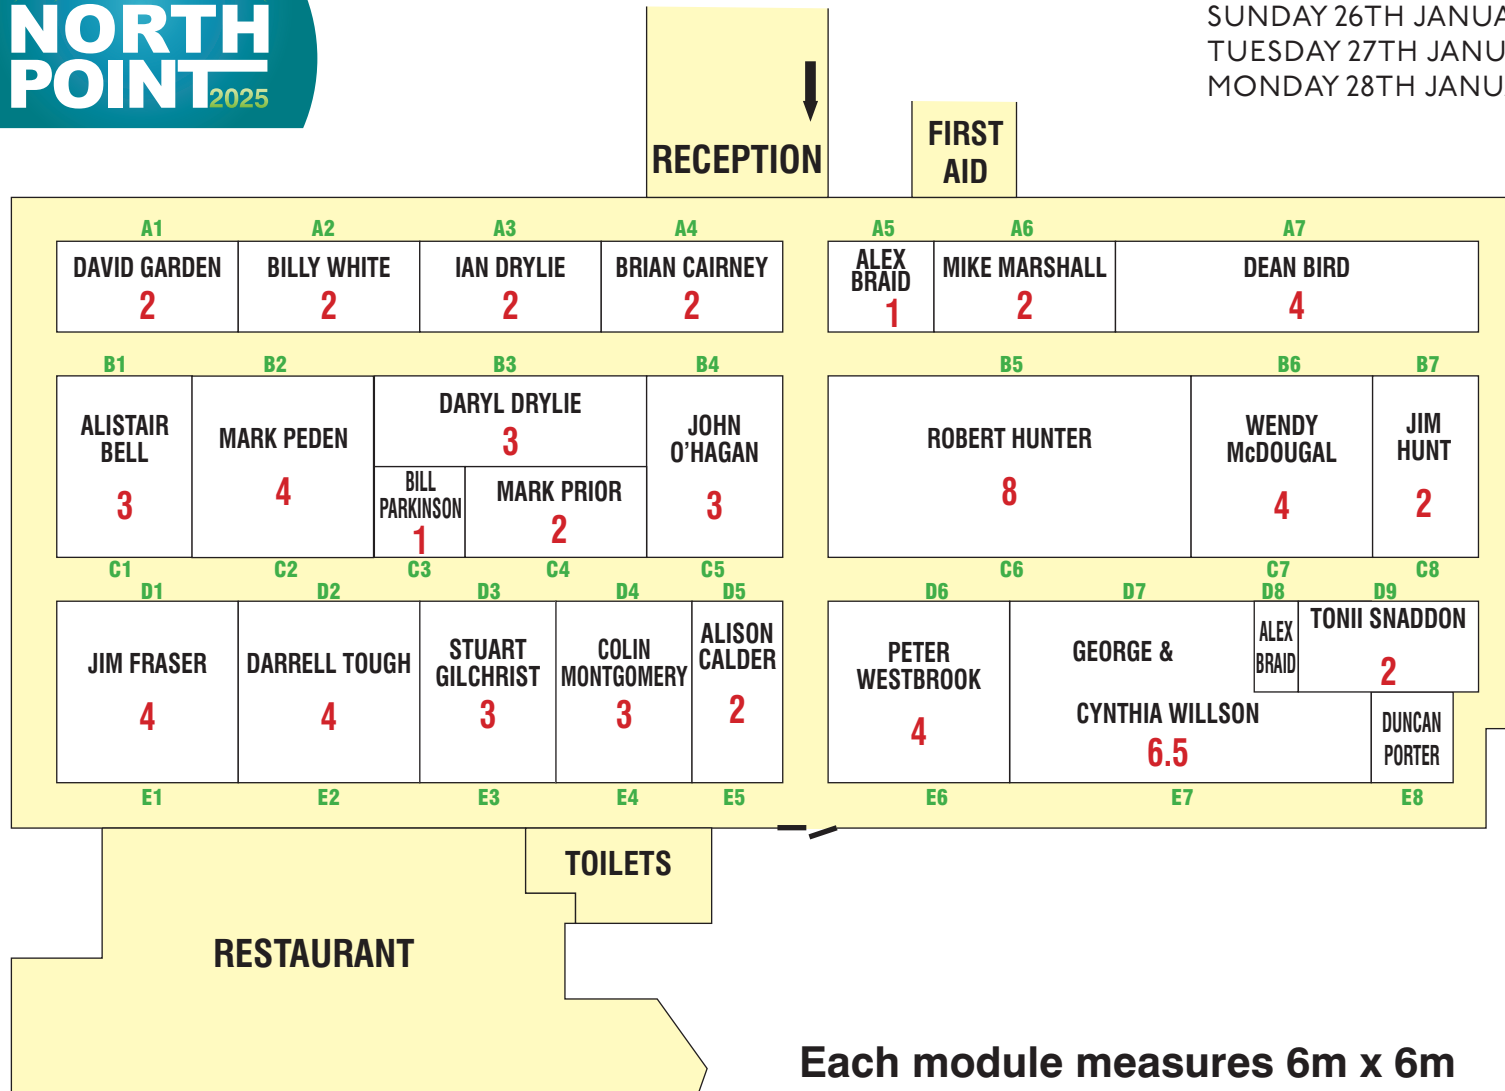 NORTH
POINT 2025
SUNDAY 26TH JANUA
TUESDAY 27TH JANU
MONDAY 28TH JANU
RECEPTION
FIRST
AID
A1 A2 A3 A4 A5 A6 A7
DAVID GARDEN
2
BILLY WHITE
2
IAN DRYLIE
2
BRIAN CAIRNEY
2
ALEX
BRAID
1
MIKE MARSHALL
2
DEAN BIRD
4
B1 B2 B3 B4 B5 B6 B7
ALISTAIR
BELL
3
MARK PEDEN
4
DARYL DRYLIE
3
BILL
PARKINSON
1
MARK PRIOR
2
JOHN
O'HAGAN
3
ROBERT HUNTER
8
WENDY
McDOUGAL
4
JIM
HUNT
2
C1 C2 C3 C4 C5 C6 C7 C8
D1 D2 D3 D4 D5 D6 D7 D8 D9
JIM FRASER
4
DARRELL TOUGH
4
STUART
GILCHRIST
3
COLIN
MONTGOMERY
3
ALISON
CALDER
2
PETER
WESTBROOK
4
GEORGE &
CYNTHIA WILLSON
6.5
ALEX
BRAID
TONII SNADDON
2
DUNCAN
PORTER
E1 E2 E3 E4 E5 E6 E7 E8
TOILETS
RESTAURANT
Each module measures 6m x 6m